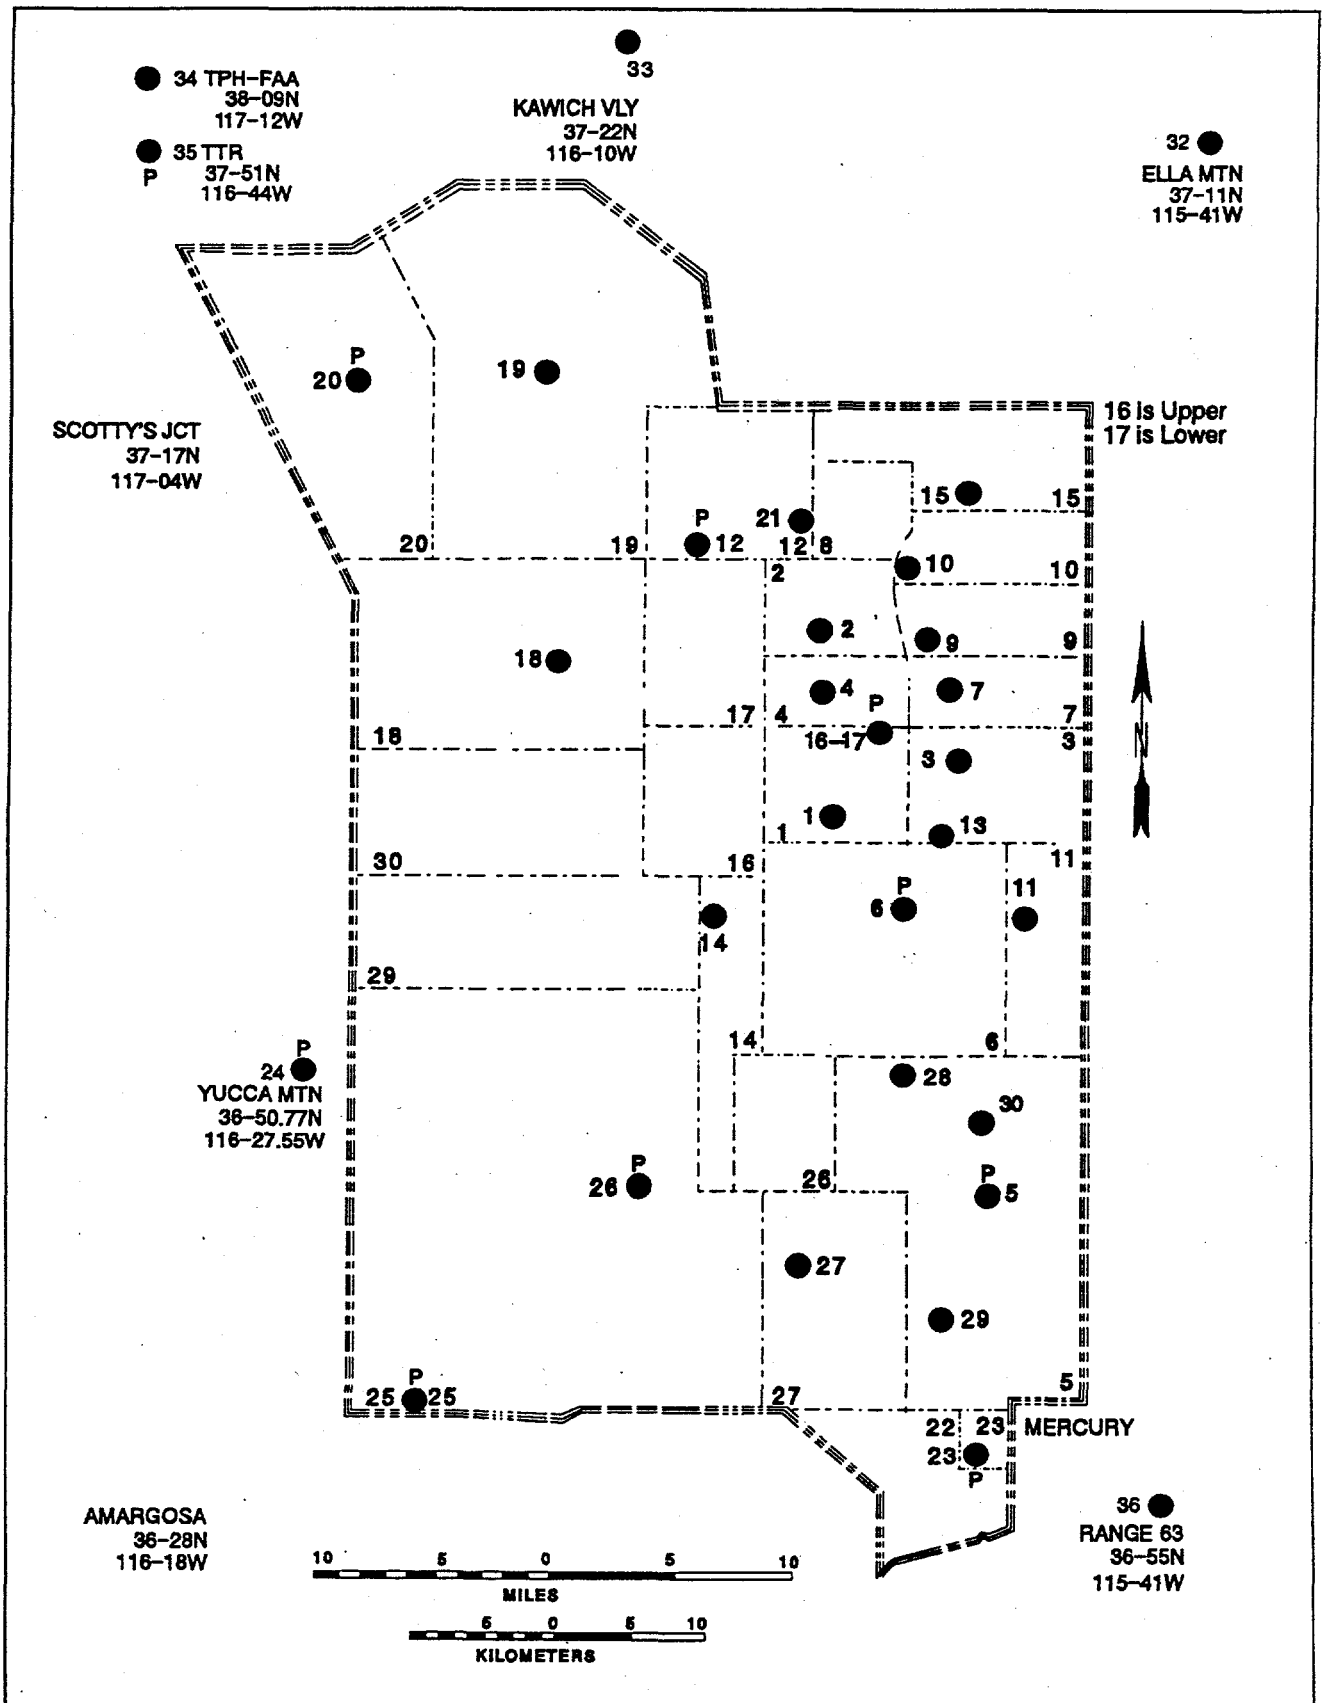 33
34 TPH-FAA
38-09N
117-12W
KAWICH VLY
37-22N
116-10W
35 TTR
P
37-51N
116-44W
32
ELLA MTN
37-11N
115-41W
P
20
19
16 is Upper
17 is Lower
SCOTTY'S JCT
37-17N
117-04W
15
15
21
P
12
20
19
12
8
2
10
10
2
9
9
18
4
7
P
17
4
7
16-17
3
3
18
1
13
1
11
30
16
11
P
6
14
29
14
6
P
24
YUCCA MTN
36-50.77N
116-27.55W
28
30
P
26
26
P
5
27
29
P
25
25
27
5
22
23
MERCURY
23
P
36
RANGE 63
36-55N
115-41W
AMARGOSA
36-28N
116-18W
10 5 0 5 10
MILES
5 0 5 10
KILOMETERS
N